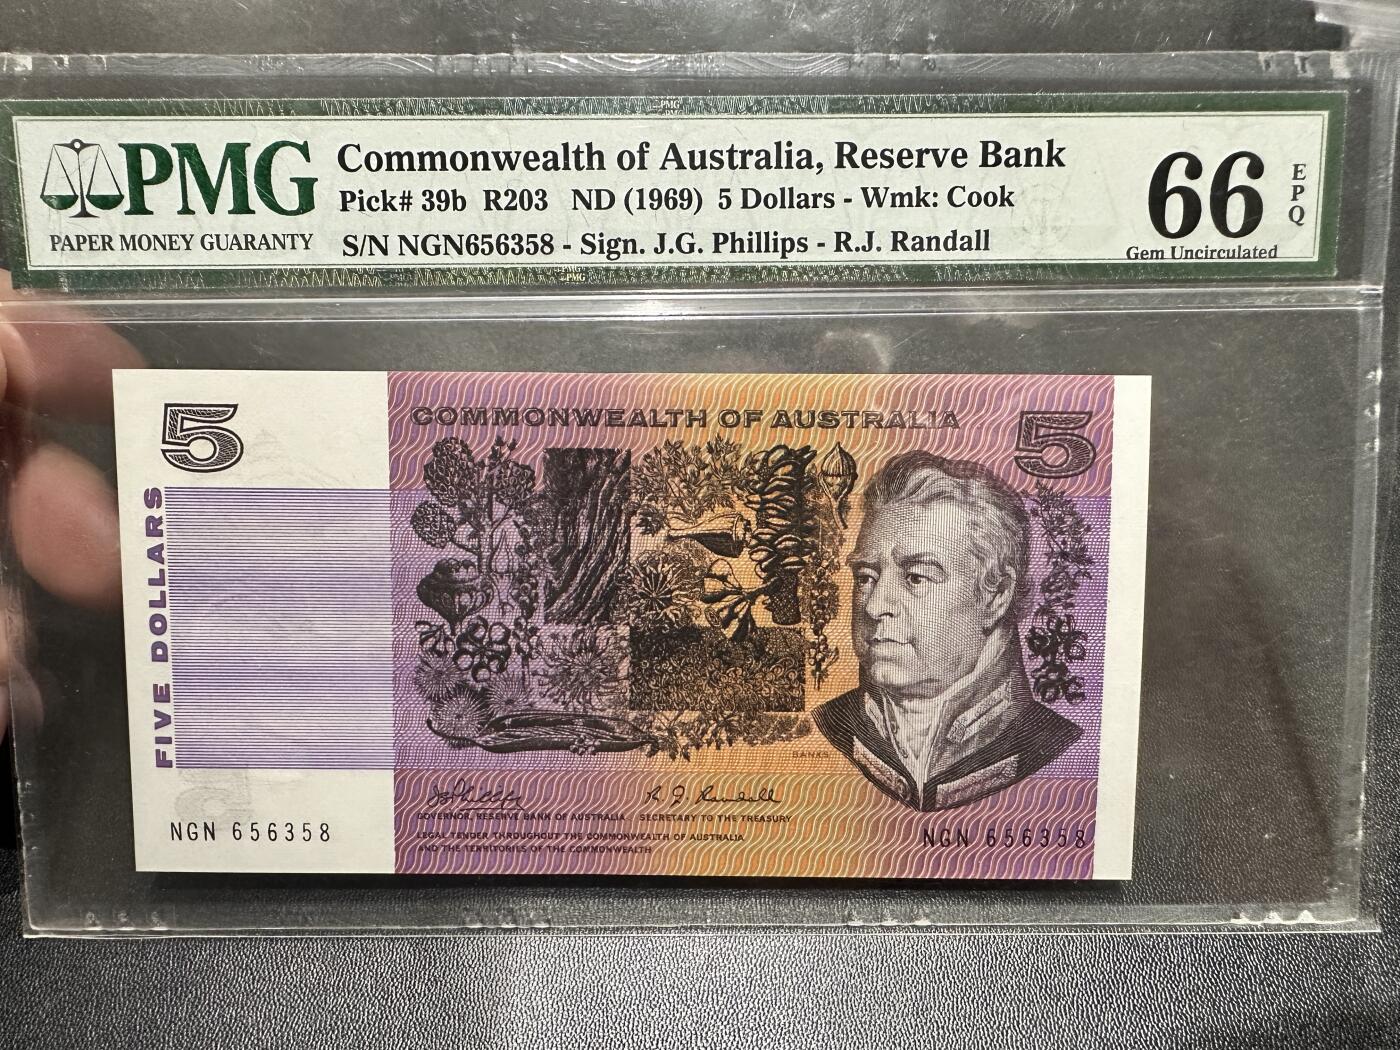 PMG
PAPER MONEY GUARANTY
Commonwealth of Australia, Reserve Bank
Pick# 39b R203 ND (1969) 5 Dollars - Wmk: Cook
S/N NGN656358 - Sign. J.G. Phillips - R.J. Randall
66
EPQ
Gem Uncirculated
5
COMMONWEALTH OF AUSTRALIA
5
FIVE DOLLARS
BANKS
GOVERNOR, RESERVE BANK OF AUSTRALIA SECRETARY TO THE TREASURY
LEGAL TENDER THROUGHOUT THE COMMONWEALTH OF AUSTRALIA
AND THE TERRITORIES OF THE COMMONWEALTH
NGN 656358
NGN 656358